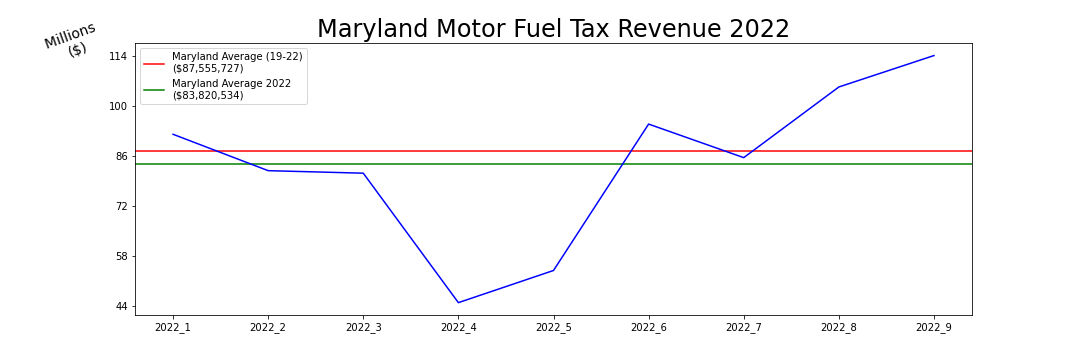 Maryland Motor Fuel Tax Revenue 2022
Millions
($)
Maryland Average (19-22)
($87,555,727)
Maryland Average 2022
($83,820,534)
114
100
86
72
58
44
2022_1 2022_2 2022_3 2022_4 2022_5 2022_6 2022_7 2022_8 2022_9